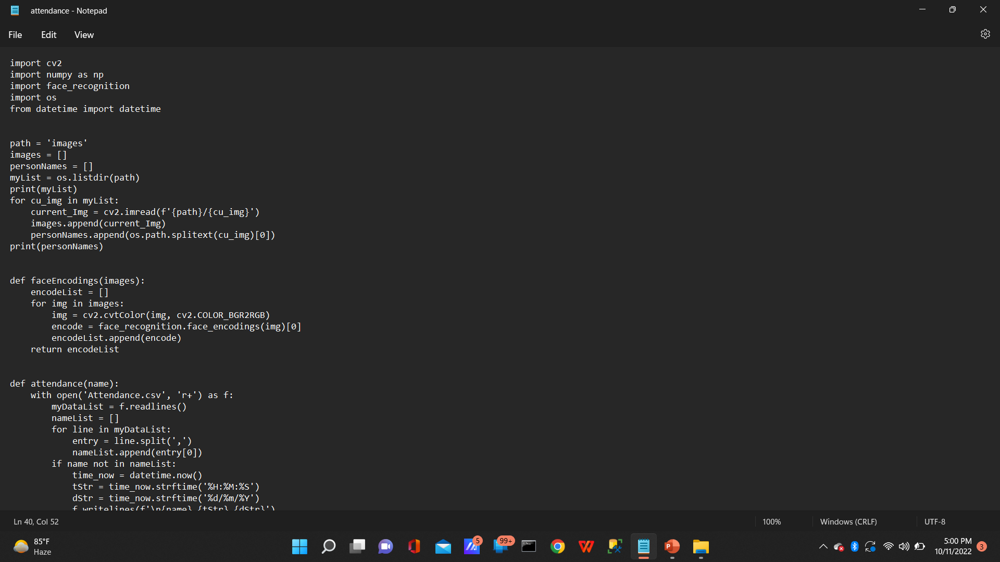 attendance - Notepad
File Edit View
import cv2
import numpy as np
import face_recognition
import os
from datetime import datetime


path = 'images'
images = []
personNames = []
myList = os.listdir(path)
print(myList)
for cu_img in myList:
    current_Img = cv2.imread(f'{path}/{cu_img}')
    images.append(current_Img)
    personNames.append(os.path.splitext(cu_img)[0])
print(personNames)


def faceEncodings(images):
    encodeList = []
    for img in images:
        img = cv2.cvtColor(img, cv2.COLOR_BGR2RGB)
        encode = face_recognition.face_encodings(img)[0]
        encodeList.append(encode)
    return encodeList


def attendance(name):
    with open('Attendance.csv', 'r+') as f:
        myDataList = f.readlines()
        nameList = []
        for line in myDataList:
            entry = line.split(',')
            nameList.append(entry[0])
        if name not in nameList:
            time_now = datetime.now()
            tStr = time_now.strftime('%H:%M:%S')
            dStr = time_now.strftime('%d/%m/%Y')
            f.writelines(f'\n{name},{tStr},{dStr}')
Ln 40, Col 52 100% Windows (CRLF) UTF-8
85°F
Haze
5
99+
P
5:00 PM
10/11/2022
3